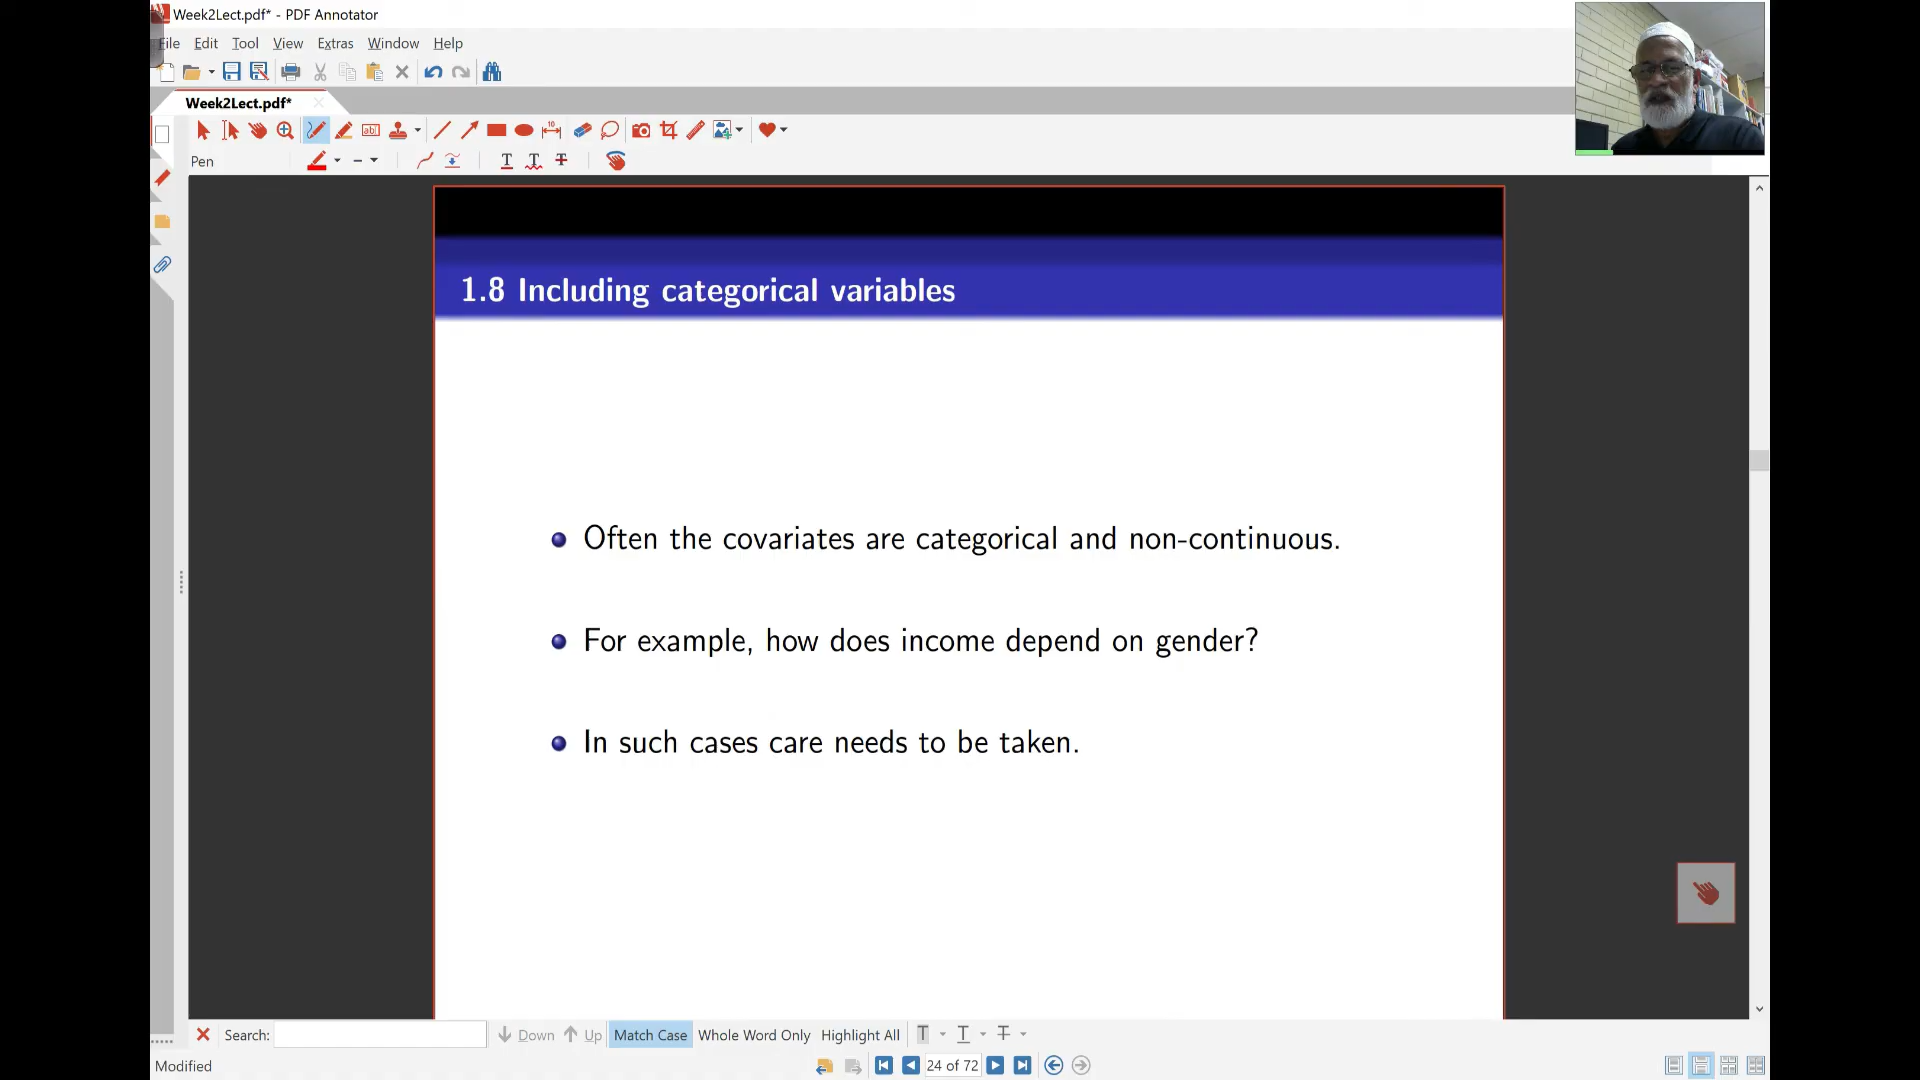 Week2Lect.pdf* - PDF Annotator
File Edit Tool View Extras Window Help
Week2Lect.pdf*
Pen
1.8 Including categorical variables
Often the covariates are categorical and non-continuous.
For example, how does income depend on gender?
In such cases care needs to be taken.
Search: Down Up Match Case Whole Word Only Highlight All
Modified 24 of 72